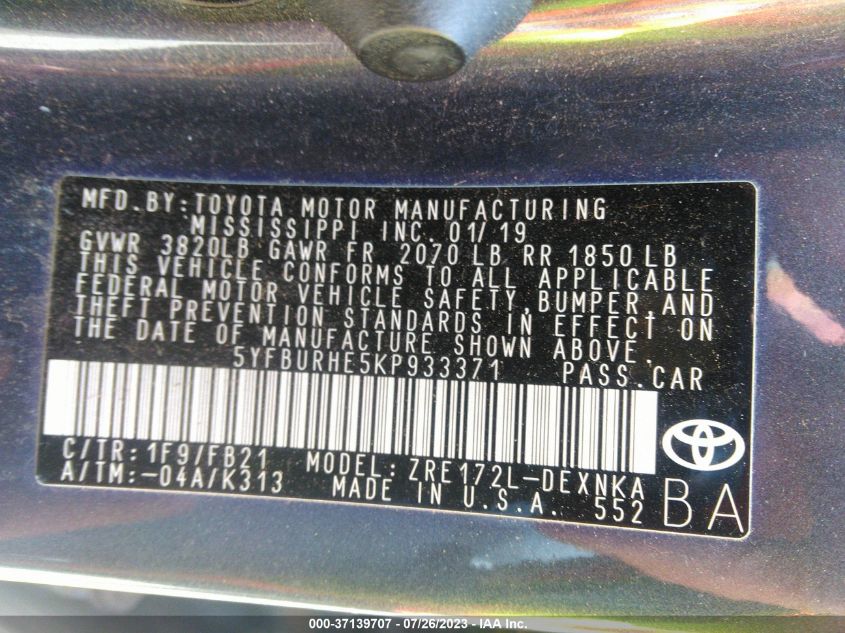 MFD.BY:TOYOTA MOTOR MANUFACTURING
MISSISSIPPI INC. 01/19
GVWR 3820LB GAWR FR 2070 LB RR 1850 LB
THIS VEHICLE CONFORMS TO ALL APPLICABLE
FEDERAL MOTOR VEHICLE SAFETY,BUMPER,AND
THEFT PREVENTION STANDARDS IN EFFECT ON
THE DATE OF MANUFACTURE SHOWN ABOVE.
5YFBURHE5KP933371 PASS.CAR
C/TR:1F9/FB21 MODEL:ZRE172L-DEXNKA
A/TM:-04A/K313 MADE IN U.S.A. 552 BA
000-37139707 - 07/26/2023 - IAA Inc.